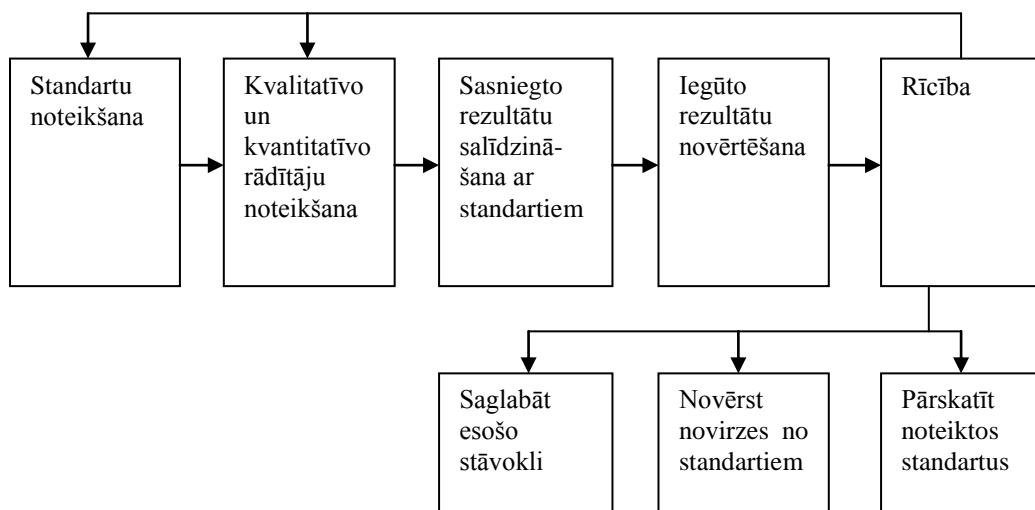 Standartu
noteikšana
Kvalitatīvo
un
kvantitatīvo
rādītāju
noteikšana
Sasniegto
rezultātu
salīdzinā-
šana ar
standartiem
Iegūto
rezultātu
novērtēšana
Rīcība
Saglabāt
esošo
stāvokli
Novērst
novirzes no
standartiem
Pārskatīt
noteiktos
standartus